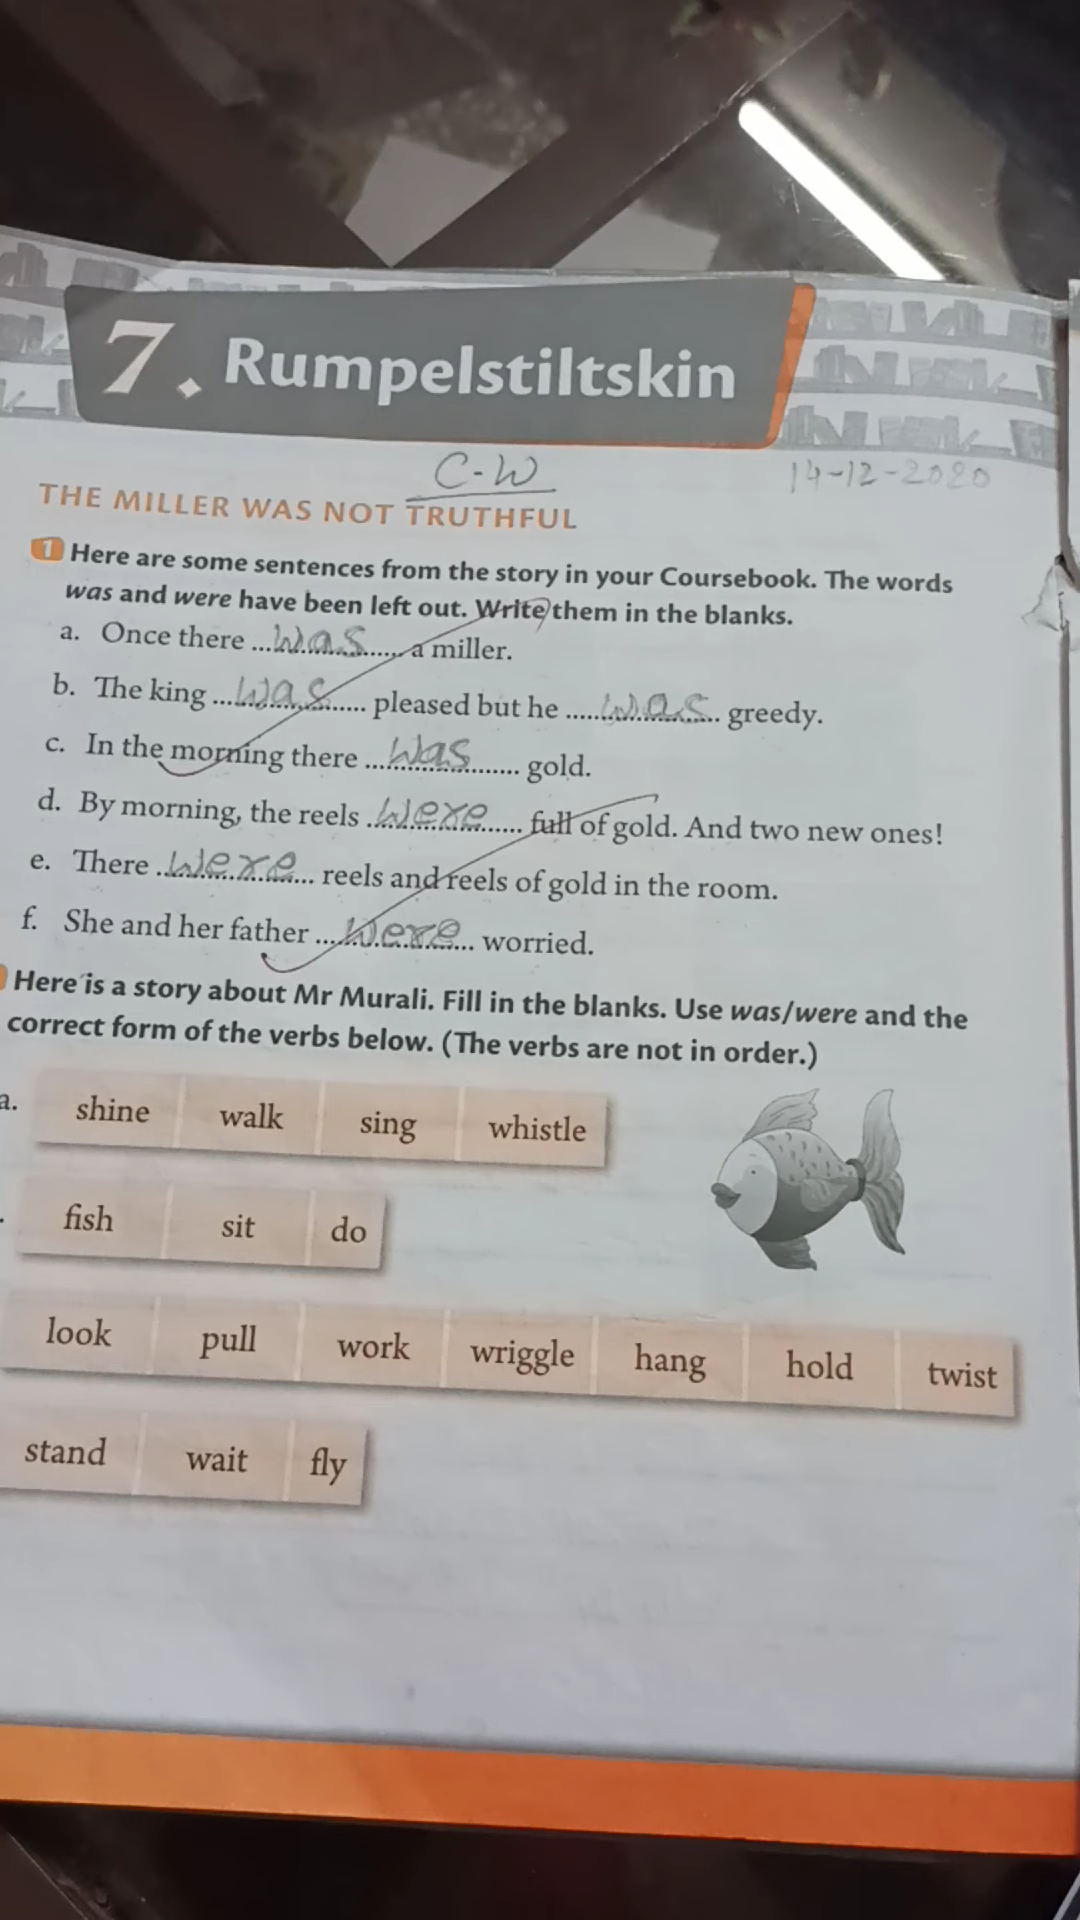 7. Rumpelstiltskin
C-W
14-12-2020
THE MILLER WAS NOT TRUTHFUL
1 Here are some sentences from the story in your Coursebook. The words
was and were have been left out. Write them in the blanks.
a. Once there ...was... a miller.
b. The king ...was... pleased but he ...was... greedy.
c. In the morning there ...was... gold.
d. By morning, the reels ...were... full of gold. And two new ones!
e. There ...were... reels and reels of gold in the room.
f. She and her father ...were... worried.
Here is a story about Mr Murali. Fill in the blanks. Use was/were and the
correct form of the verbs below. (The verbs are not in order.)
a. shine walk sing whistle
fish sit do
look pull work wriggle hang hold twist
stand wait fly